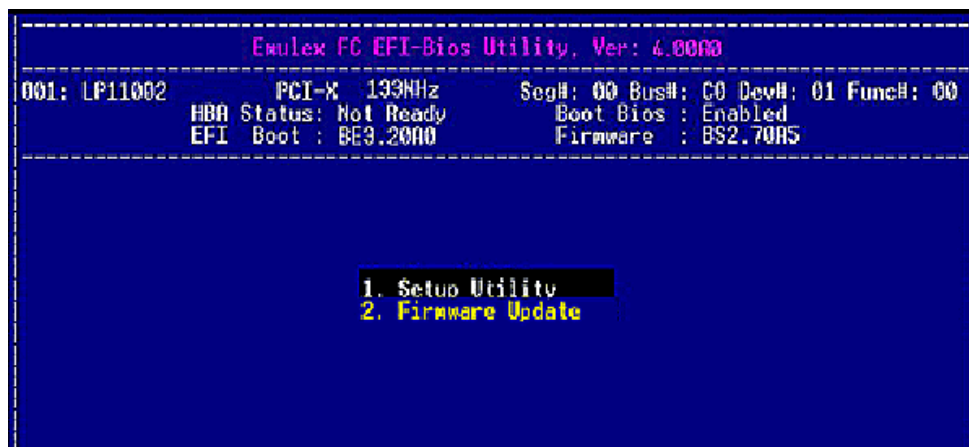 Emulex FC EFI-Bios Utility, Ver: 4.00A0
001: LP11002 PCI-X 133MHz Seg#: 00 Bus#: C0 Dev#: 01 Func#: 00
HBA Status: Not Ready Boot Bios : Enabled
EFI Boot : BE3.20A0 Firmware : BS2.70A5
1. Setup Utility
2. Firmware Update